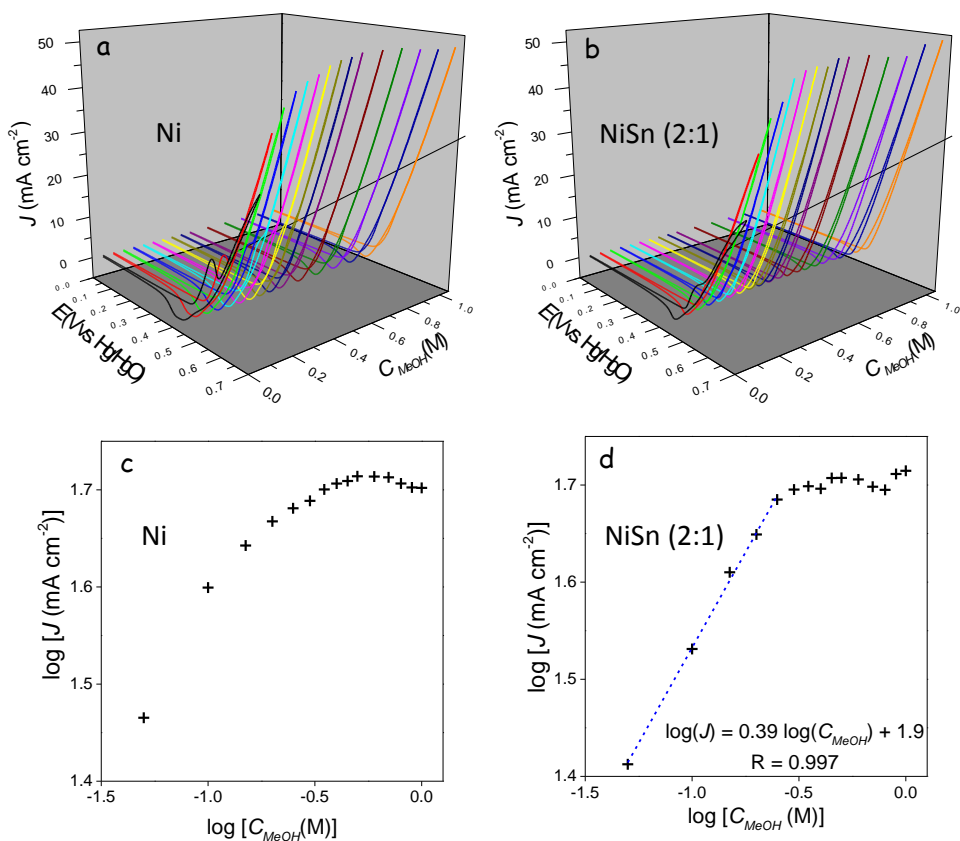 a
Ni
J (mA cm-2)
50
40
30
20
10
0
0.0
0.1
0.2
0.3
0.4
0.5
0.6
0.7
E(V vs Hg/HgO)
0.0
0.2
0.4
0.6
0.8
1.0
C MeOH (M)
b
NiSn (2:1)
J (mA cm-2)
50
40
30
20
10
0
0.0
0.1
0.2
0.3
0.4
0.5
0.6
0.7
E(V vs Hg/HgO)
0.0
0.2
0.4
0.6
0.8
1.0
C MeOH (M)
c
Ni
log [J (mA cm-2)]
1.7
1.6
1.5
1.4
-1.5
-1.0
-0.5
0.0
log [CMeOH(M)]
d
NiSn (2:1)
log [J (mA cm-2)]
1.7
1.6
1.5
1.4
log(J) = 0.39 log(CMeOH) + 1.9
R = 0.997
-1.5
-1.0
-0.5
0.0
log [CMeOH (M)]